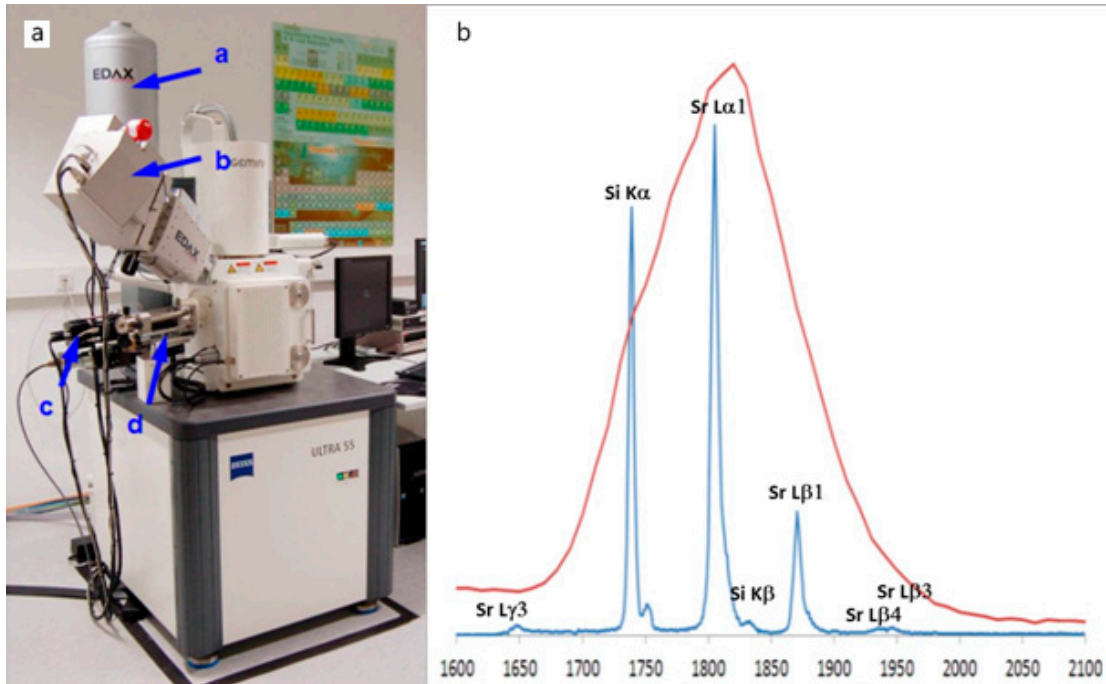 a
EDAX
a
b
GEMINI
EDAX
c
d
ULTRA 55
ZEISS
b
Sr Lα1
Si Kα
Sr Lβ1
Si Kβ
Sr Lβ3
Sr Lγ3
Sr Lβ4
1600 1650 1700 1750 1800 1850 1900 1950 2000 2050 2100